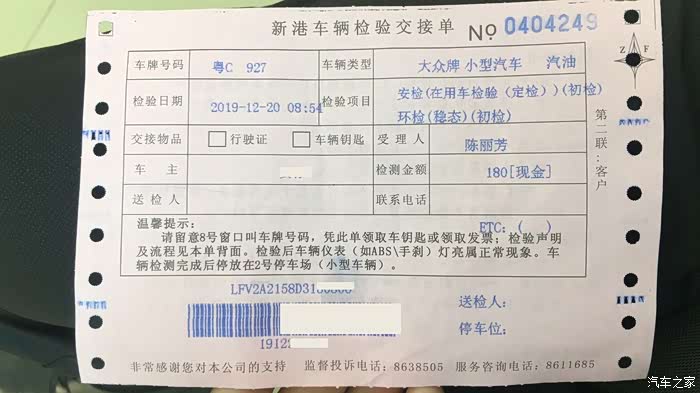 新港车辆检验交接单 No 0404249
车牌号码 粤C 927 车辆类型 大众牌 小型汽车 汽油
检验日期 2019-12-20 08:54 检验项目 安检(在用车检验（定检）)(初检)
环检(稳态)(初检)
交接物品 行驶证 车辆钥匙 受理人 陈丽芳
车主 检测金额 180[现金]
送检人 联系电话
温馨提示： ETC：( )
请留意8号窗口叫车牌号码，凭此单领取车钥匙或领取发票；检验声明
及流程见本单背面。检验后车辆仪表（如ABS\手刹）灯亮属正常现象。车
辆检测完成后停放在2号停车场（小型车辆）。
LFV2A2158D31
送检人：
停车位：
1912
非常感谢您对本公司的支持 监督投诉电话：8638505 服务咨询电话：8611685
Z F
第二联：客户
汽车之家